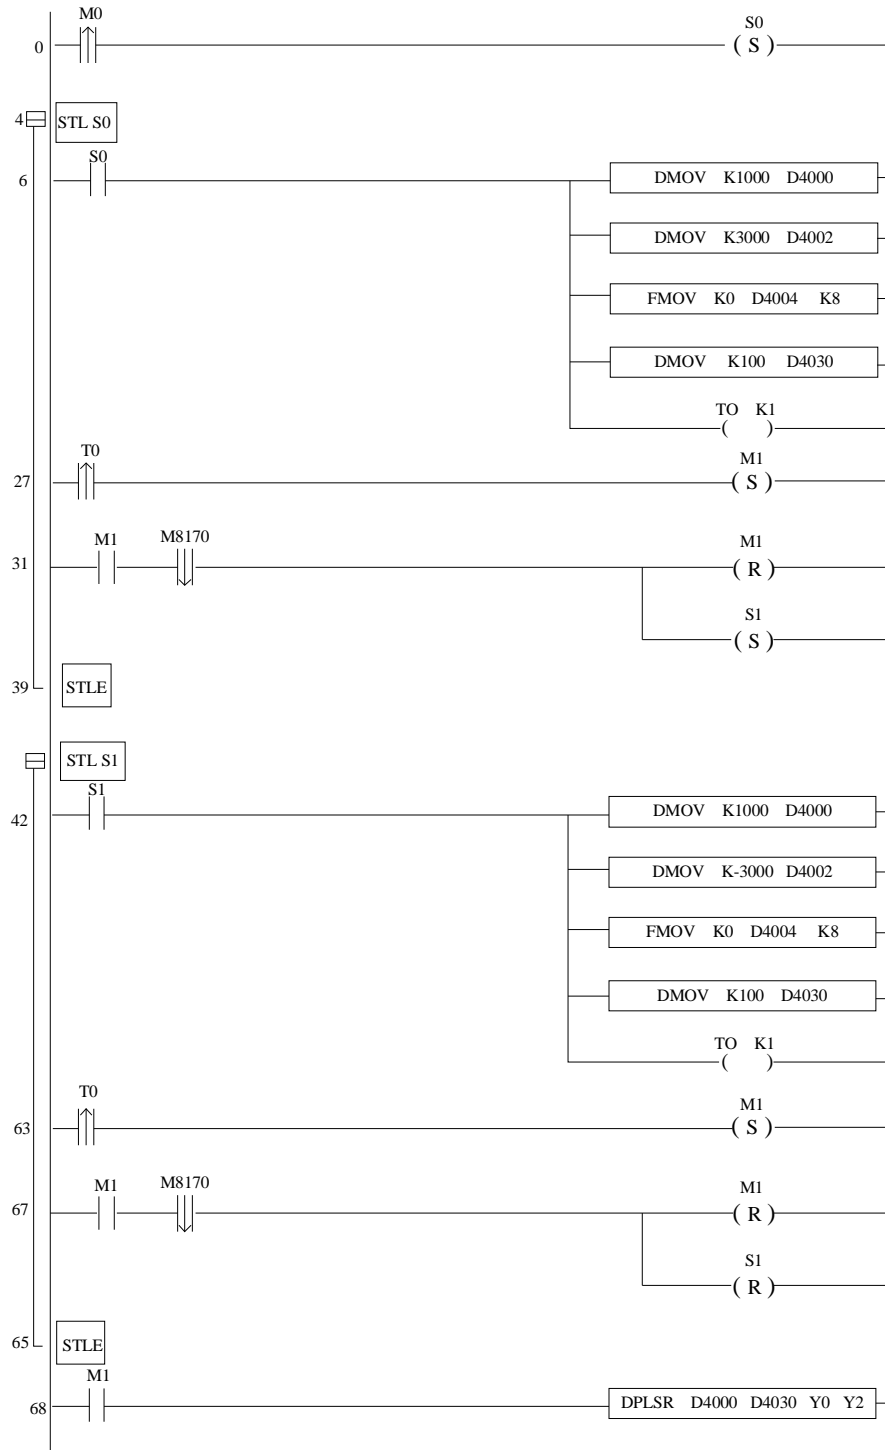 M0
S0
0
( S )
4
STL S0
S0
6
DMOV K1000 D4000
DMOV K3000 D4002
FMOV K0 D4004 K8
DMOV K100 D4030
TO K1
( )
T0
M1
27
( S )
M1 M8170
M1
31
( R )
S1
( S )
39
STLE
STL S1
S1
42
DMOV K1000 D4000
DMOV K-3000 D4002
FMOV K0 D4004 K8
DMOV K100 D4030
TO K1
( )
T0
M1
63
( S )
M1 M8170
M1
67
( R )
S1
( R )
65
STLE
M1
68
DPLSR D4000 D4030 Y0 Y2